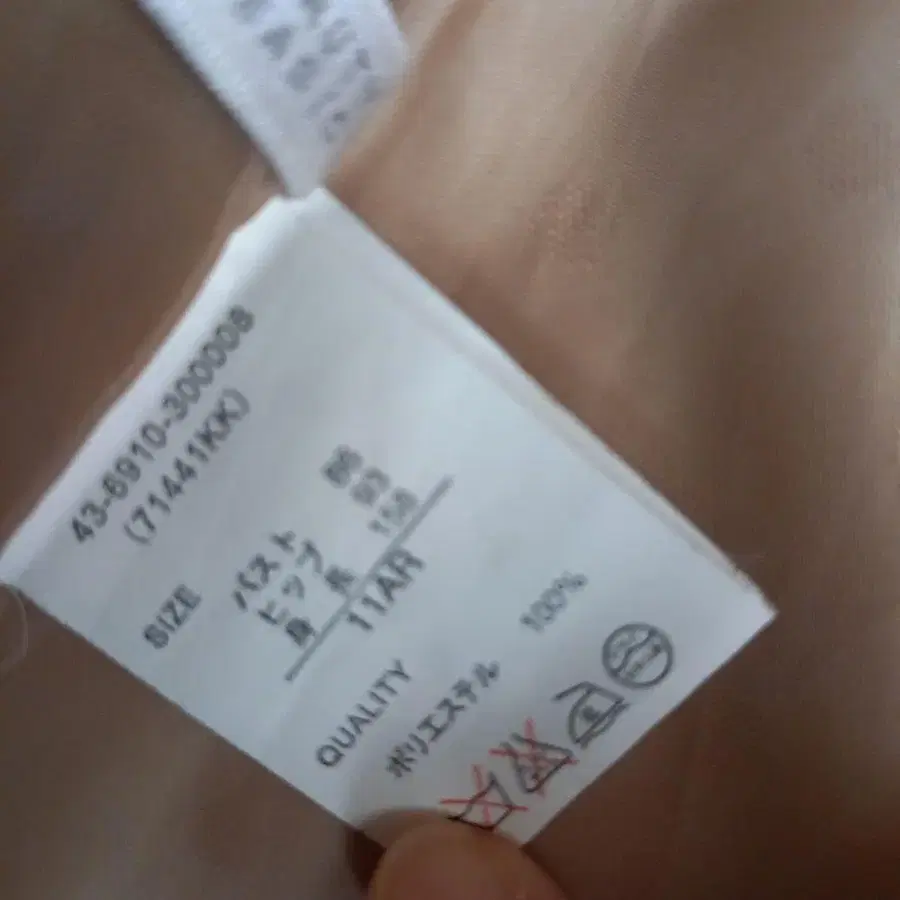 43-6910-300008
(71441KK)
SIZE
バスト 86
ヒップ 93
身 長 158
11AR
QUALITY
ポリエステル 100%